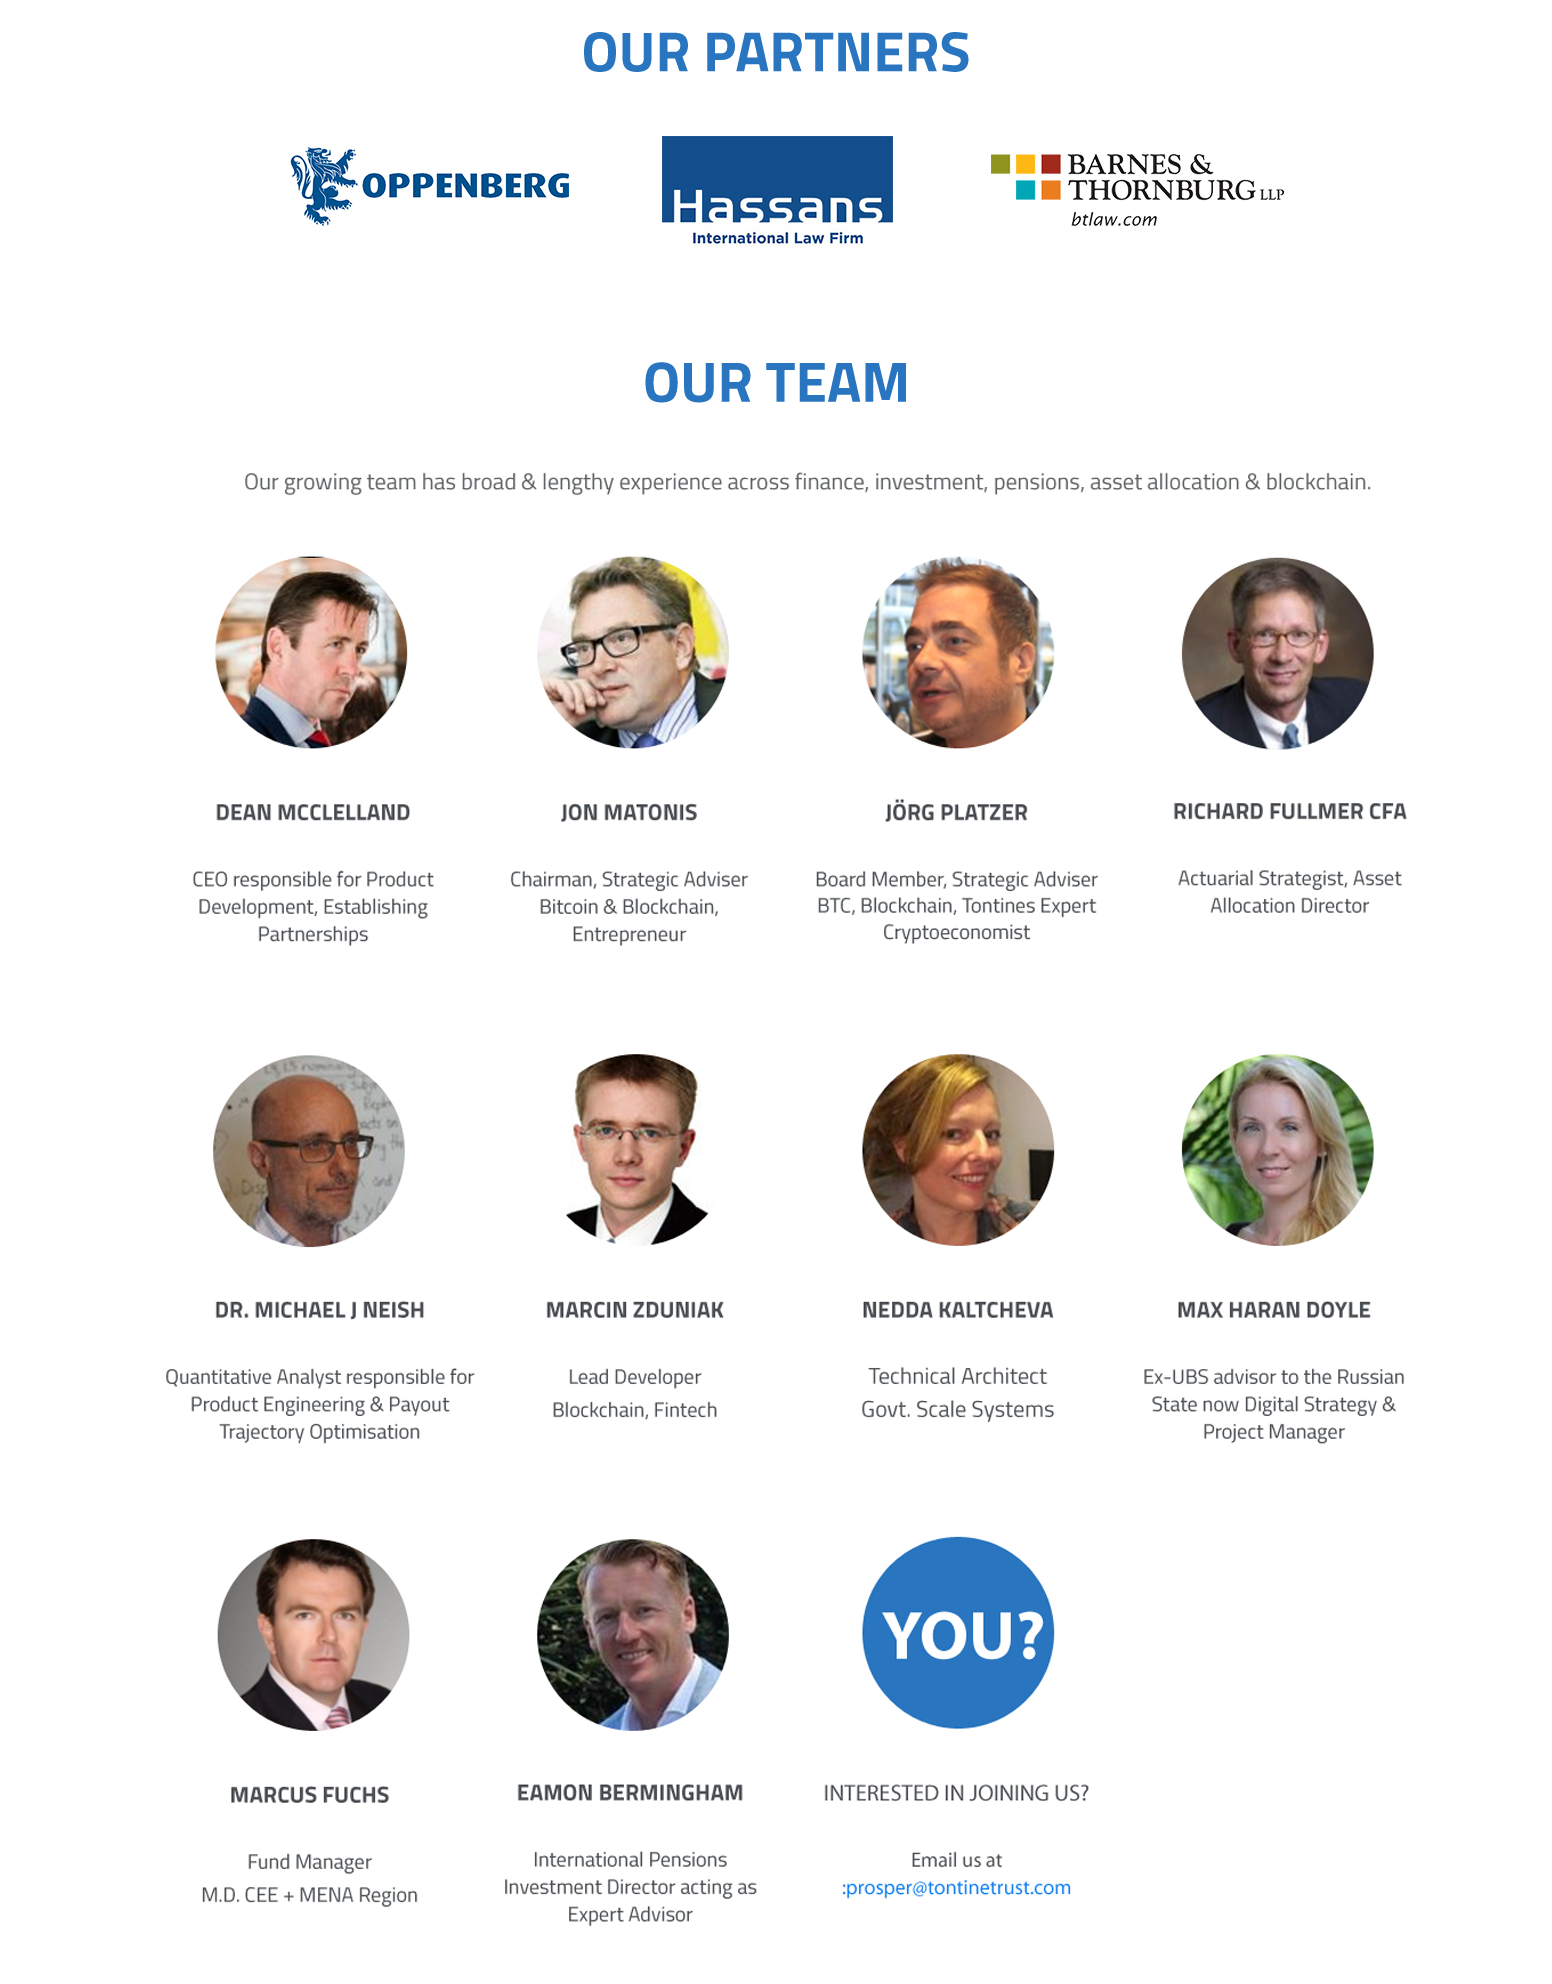 OUR PARTNERS
OPPENBERG
Hassans
International Law Firm
BARNES &
THORNBURG LLP
btlaw.com
OUR TEAM
Our growing team has broad & lengthy experience across finance, investment, pensions, asset allocation & blockchain.
DEAN MCCLELLAND
CEO responsible for Product
Development, Establishing
Partnerships
JON MATONIS
Chairman, Strategic Adviser
Bitcoin & Blockchain,
Entrepreneur
JÖRG PLATZER
Board Member, Strategic Adviser
BTC, Blockchain, Tontines Expert
Cryptoeconomist
RICHARD FULLMER CFA
Actuarial Strategist, Asset
Allocation Director
DR. MICHAEL J NEISH
Quantitative Analyst responsible for
Product Engineering & Payout
Trajectory Optimisation
MARCIN ZDUNIAK
Lead Developer
Blockchain, Fintech
NEDDA KALTCHEVA
Technical Architect
Govt. Scale Systems
MAX HARAN DOYLE
Ex-UBS advisor to the Russian
State now Digital Strategy &
Project Manager
MARCUS FUCHS
Fund Manager
M.D. CEE + MENA Region
EAMON BERMINGHAM
International Pensions
Investment Director acting as
Expert Advisor
YOU?
INTERESTED IN JOINING US?
Email us at
:prosper@tontinetrust.com